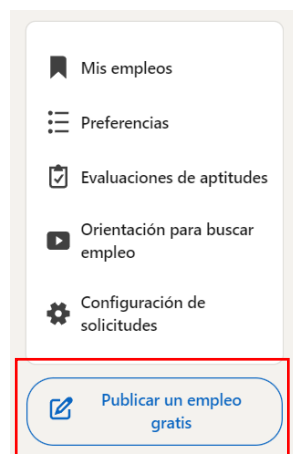 Mis empleos
Preferencias
Evaluaciones de aptitudes
Orientación para buscar
empleo
Configuración de
solicitudes
Publicar un empleo
gratis